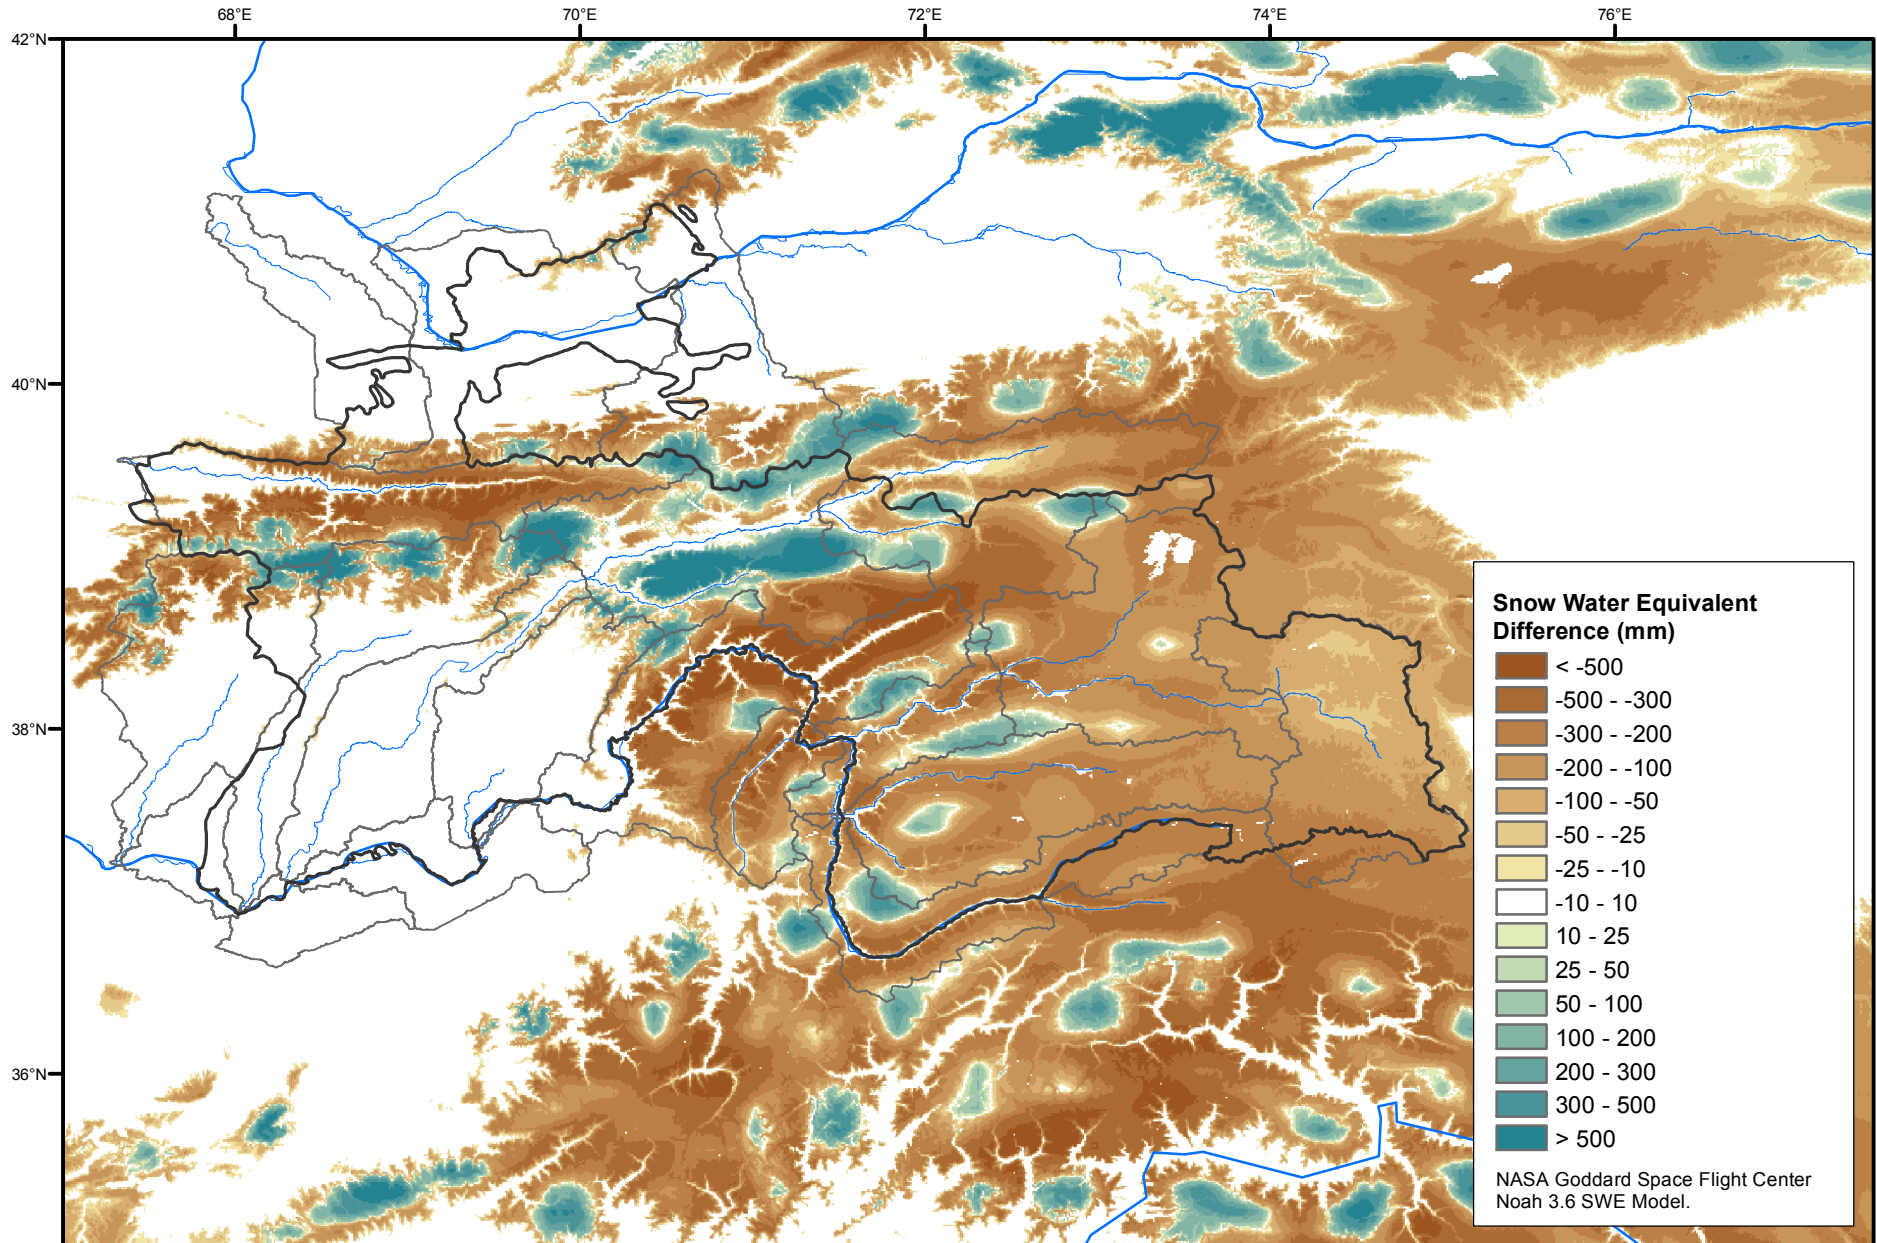 68°E
70°E
72°E
74°E
76°E
42°N
40°N
38°N
36°N
Snow Water Equivalent
Difference (mm)
< -500
-500 - -300
-300 - -200
-200 - -100
-100 - -50
-50 - -25
-25 - -10
-10 - 10
10 - 25
25 - 50
50 - 100
100 - 200
200 - 300
300 - 500
> 500
NASA Goddard Space Flight Center
Noah 3.6 SWE Model.